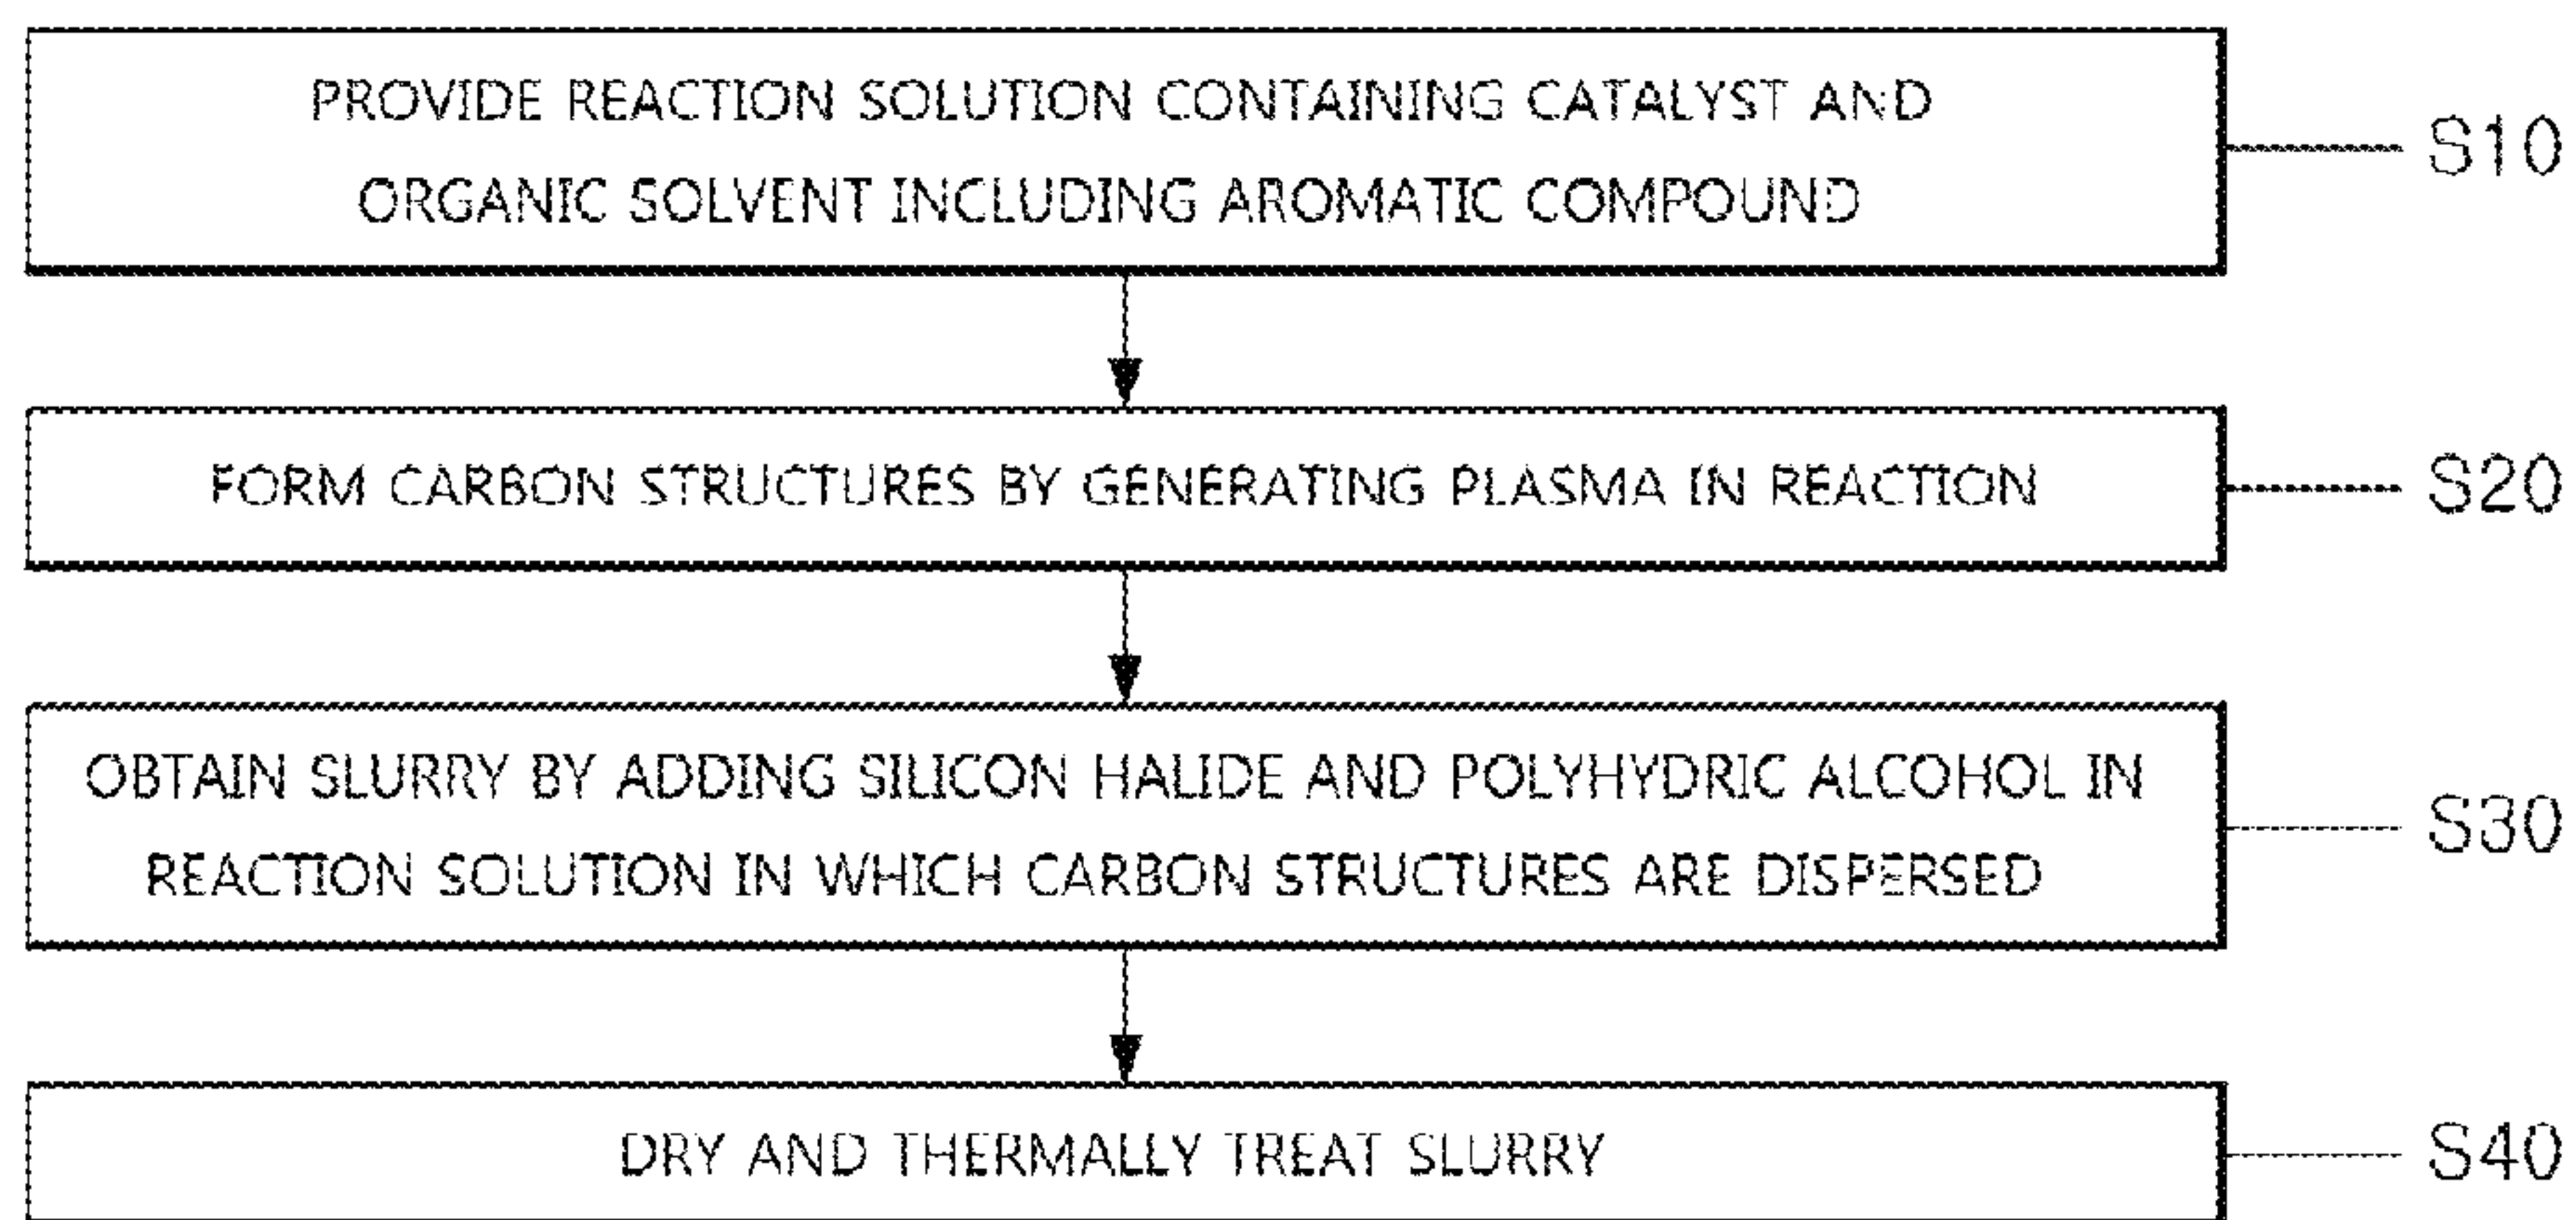 PROVIDE REACTION SOLUTION CONTAINING CATALYST AND
ORGANIC SOLVENT INCLUDING AROMATIC COMPOUND
S10
FORM CARBON STRUCTURES BY GENERATING PLASMA IN REACTION
S20
OBTAIN SLURRY BY ADDING SILICON HALIDE AND POLYHYDRIC ALCOHOL IN
REACTION SOLUTION IN WHICH CARBON STRUCTURES ARE DISPERSED
S30
DRY AND THERMALLY TREAT SLURRY
S40